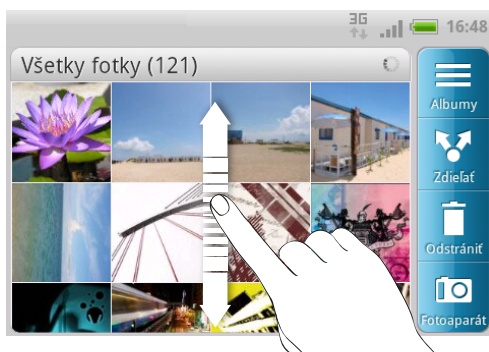 3G
16:48
Všetky fotky (121)
Albumy
Zdieľať
Odstrániť
Fotoaparát